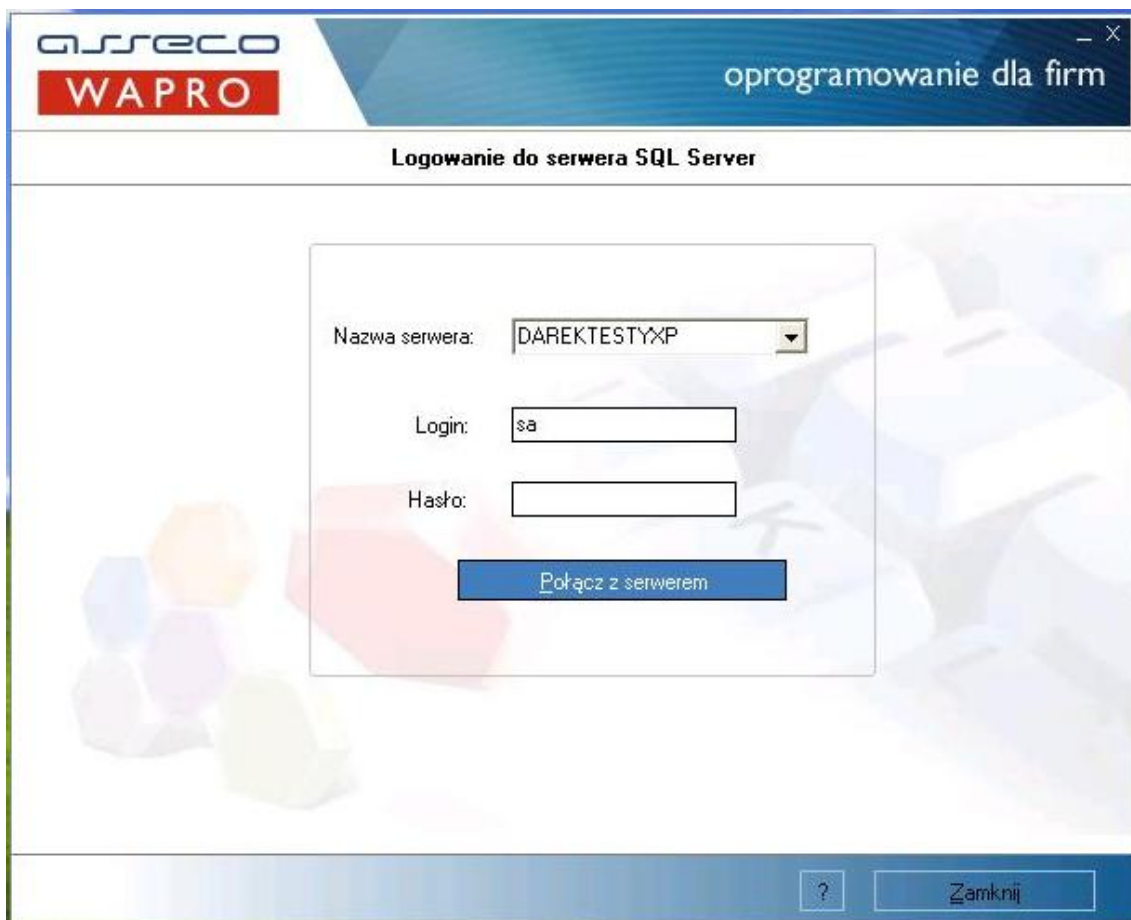 asseco
WAPRO
oprogramowanie dla firm
Logowanie do serwera SQL Server
Nazwa serwera: DAREKTESTYXP
Login: sa
Hasło:
Połącz z serwerem
? Zamknij